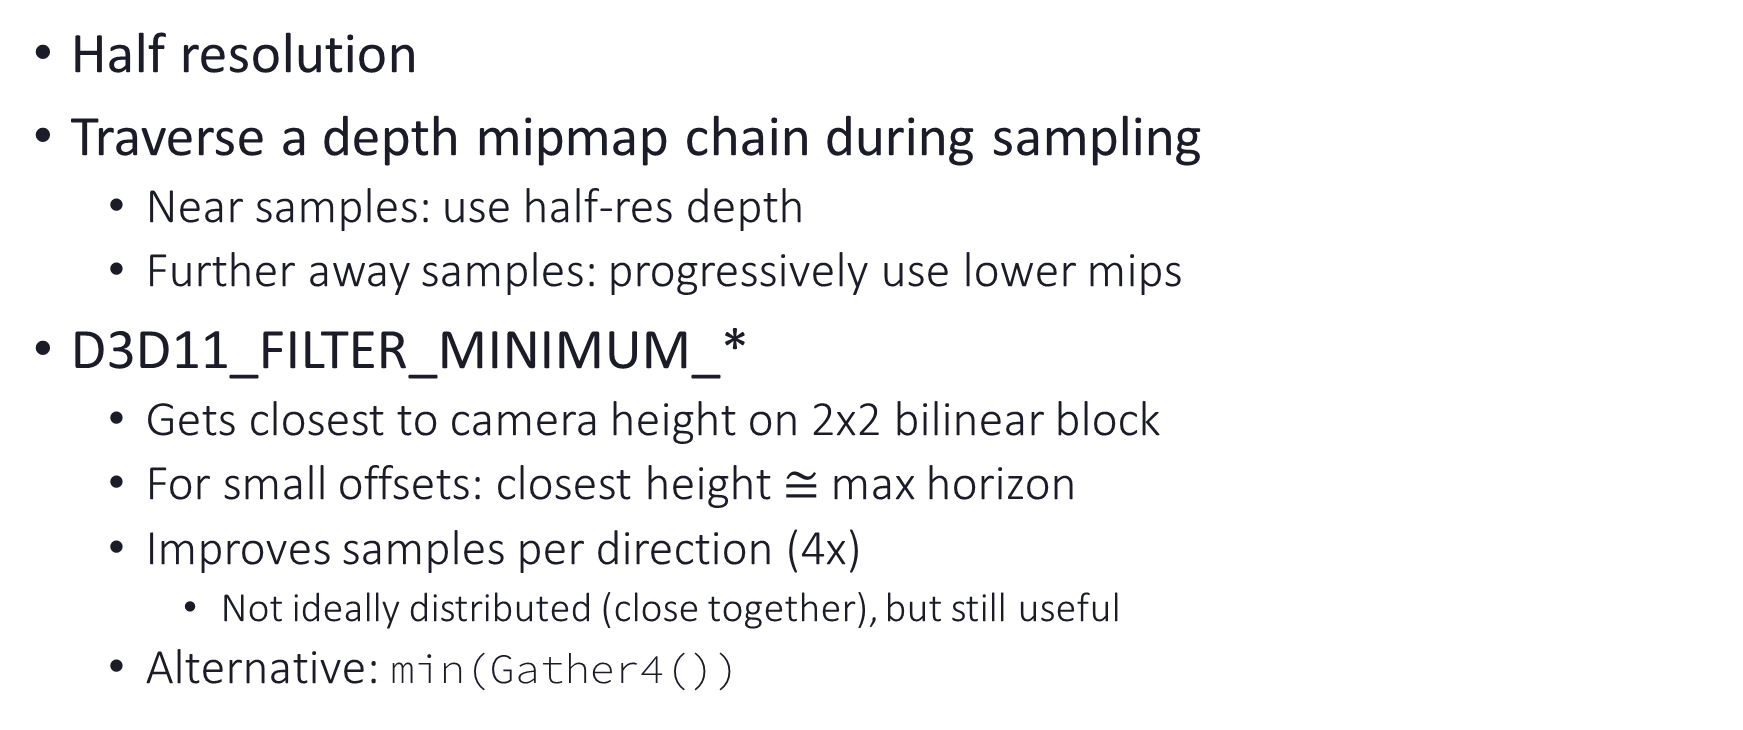 • Half resolution
• Traverse a depth mipmap chain during sampling
• Near samples: use half-res depth
• Further away samples: progressively use lower mips
• D3D11_FILTER_MINIMUM_*
• Gets closest to camera height on 2x2 bilinear block
• For small offsets: closest height ≅ max horizon
• Improves samples per direction (4x)
• Not ideally distributed (close together), but still useful
• Alternative: min(Gather4())